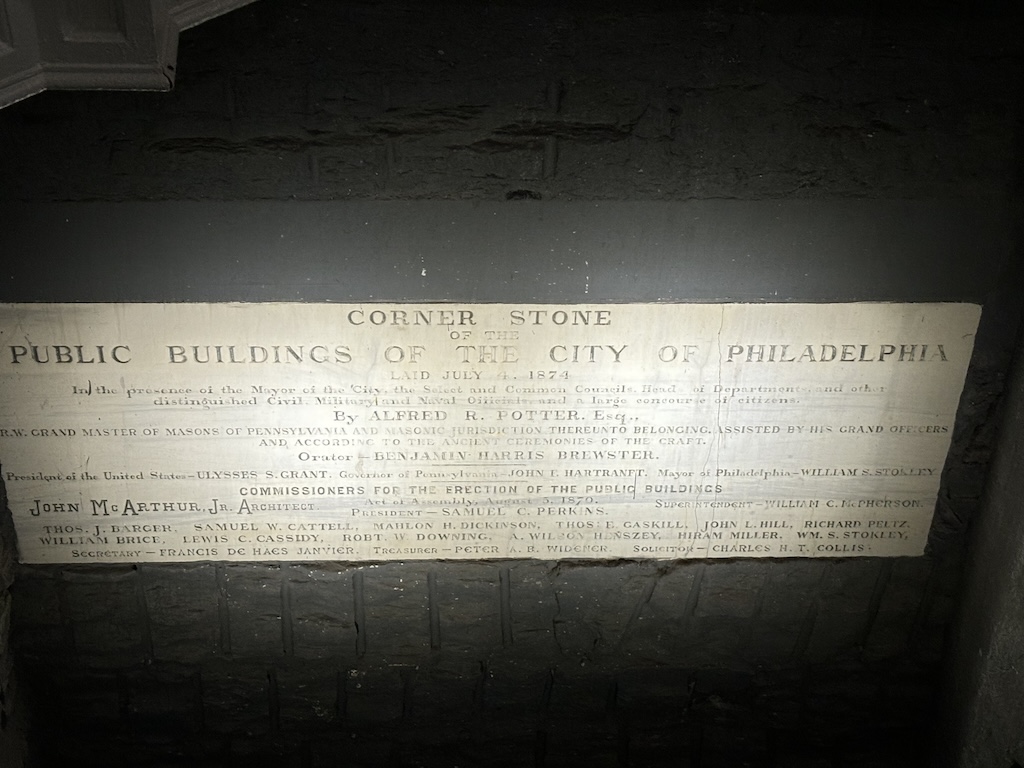 CORNER STONE
OF THE
PUBLIC BUILDINGS OF THE CITY OF PHILADELPHIA
LAID JULY 4, 1874
In the presence of the Mayor of the City, the Select and Common Councils, Heads of Departments, and other
distinguished Civil, Military and Naval Officials, and a large concourse of citizens.
By ALFRED R. POTTER, Esq.,
R.W. GRAND MASTER OF MASONS OF PENNSYLVANIA AND MASONIC JURISDICTION THEREUNTO BELONGING, ASSISTED BY HIS GRAND OFFICERS
AND ACCORDING TO THE ANCIENT CEREMONIES OF THE CRAFT.
Orator – BENJAMIN HARRIS BREWSTER.
President of the United States – ULYSSES S. GRANT. Governor of Pennsylvania – JOHN F. HARTRANFT. Mayor of Philadelphia – WILLIAM S. STOKLEY
COMMISSIONERS FOR THE ERECTION OF THE PUBLIC BUILDINGS
Act of Assembly, August 5, 1870.
JOHN MCARTHUR, JR. ARCHITECT. PRESIDENT – SAMUEL C. PERKINS. SUPERINTENDENT – WILLIAM C. MCPHERSON.
THOS. J. BARGER, SAMUEL W. CATTELL, MAHLON H. DICKINSON, THOS. E. GASKILL, JOHN L. HILL, RICHARD PELTZ,
WILLIAM BRICE, LEWIS C. CASSIDY, ROBT. W. DOWNING, A. WILSON HENSZEY, HIRAM MILLER, WM. S. STOKLEY,
SECRETARY – FRANCIS DE HAES JANVIER. TREASURER – PETER A. B. WIDENER. SOLICITOR – CHARLES H. T. COLLIS.